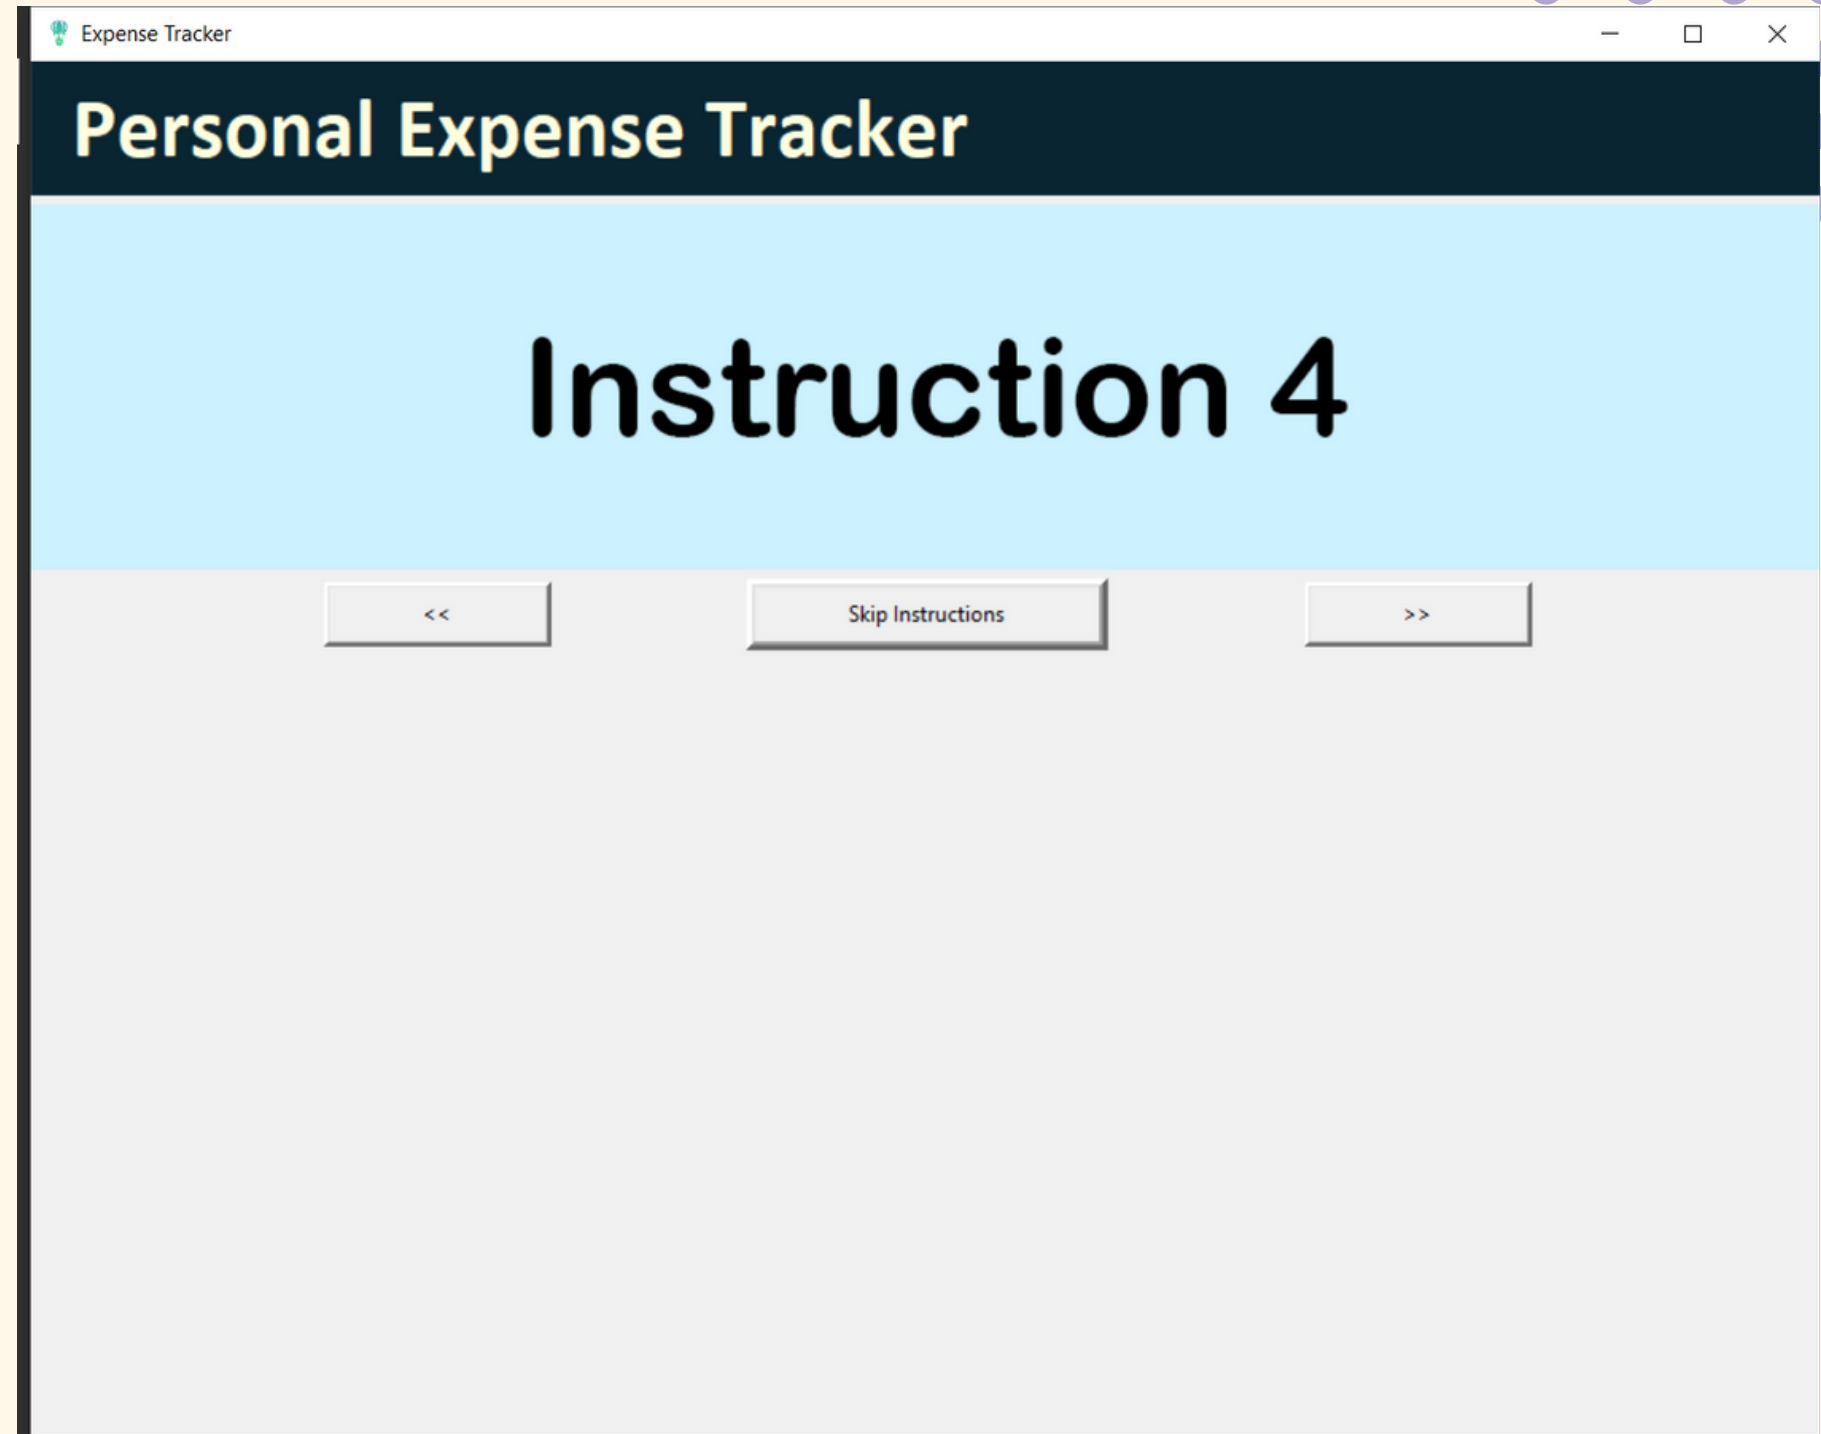 Expense Tracker
Personal Expense Tracker
Instruction 4
<< Skip Instructions >>